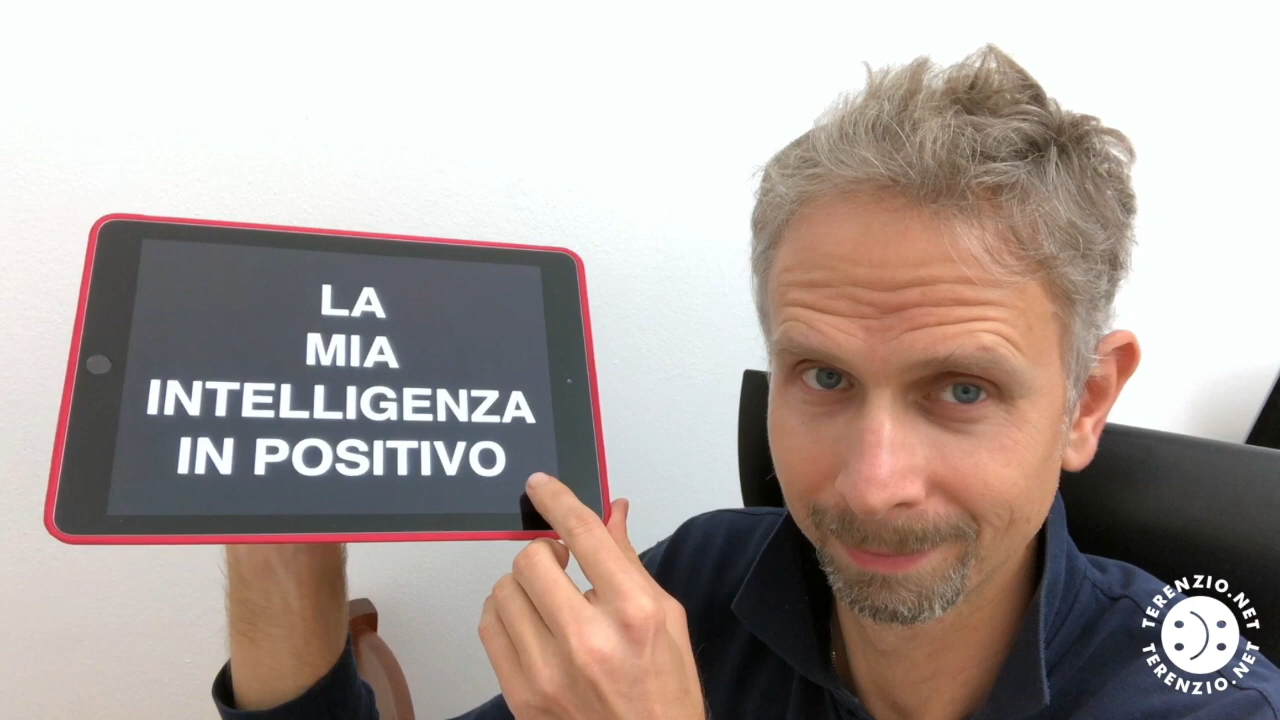 LA
MIA
INTELLIGENZA
IN POSITIVO
TERENZIO.NET
TERENZIO.NET